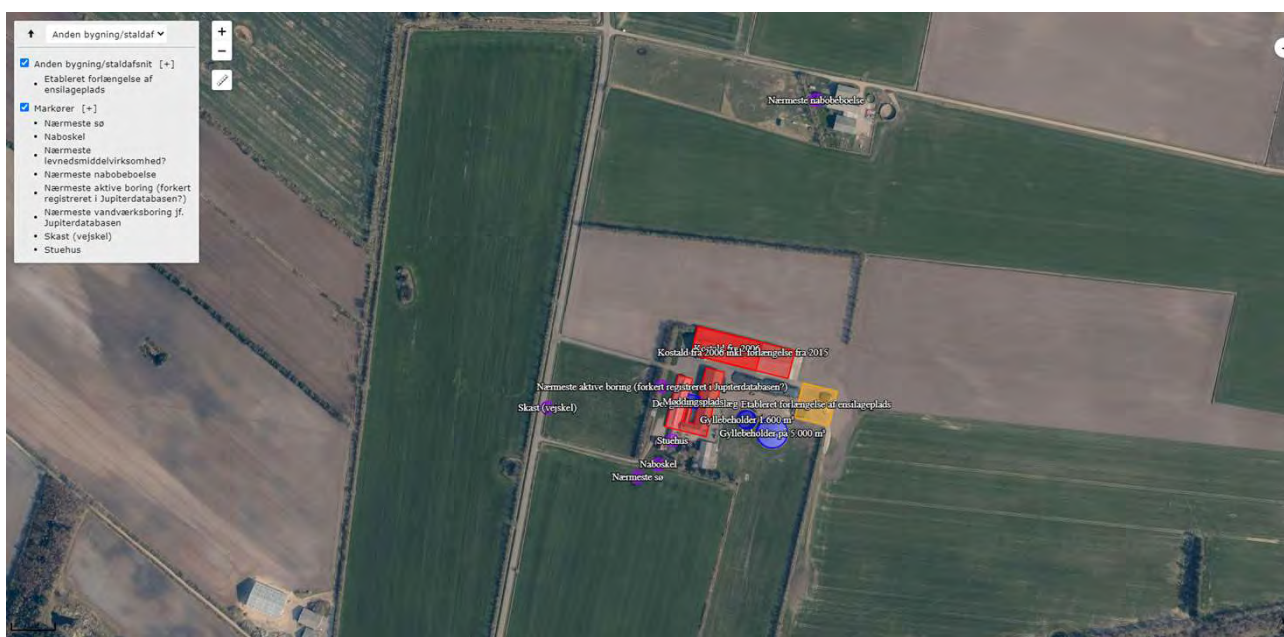 Anden bygning/staldaf
Anden bygning/staldafsnit [+]
Etableret forlængelse af
ensilageplads
Markører [+]
Nærmeste sø
Naboskel
Nærmeste
levnedsmiddelvirksomhed?
Nærmeste nabobeboelse
Nærmeste aktive boring (forkert
registreret i Jupiterdatabasen?)
Nærmeste vandværksboring jf.
Jupiterdatabasen
Skast (vejskel)
Stuehus
+
−
Nærmeste nabobeboelse
Kostald fra 2006
Kostald fra 2006 inkl. forlængelse fra 2015
Nærmeste aktive boring (forkert registreret i Jupiterdatabasen?)
Skast (vejskel)
Møddingsplads
Etableret forlængelse af ensilageplads
Gyllebeholder 1.600 m³
Gyllebeholder på 5.000 m³
Stuehus
Naboskel
Nærmeste sø